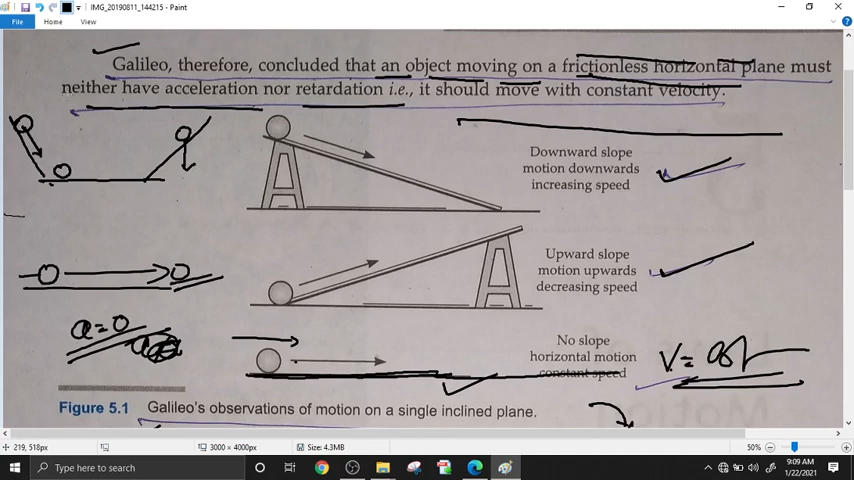 IMG_20190811_144215 - Paint
File
Home
View
Galileo, therefore, concluded that an object moving on a frictionless horizontal plane must
neither have acceleration nor retardation i.e., it should move with constant velocity.
Downward slope
motion downwards
increasing speed
Upward slope
motion upwards
decreasing speed
a=0
No slope
horizontal motion
constant speed
V=
Figure 5.1 Galileo's observations of motion on a single inclined plane.
219, 518px
3000 × 4000px
Size: 4.3MB
50%
Type here to search
9:09 AM
1/22/2021